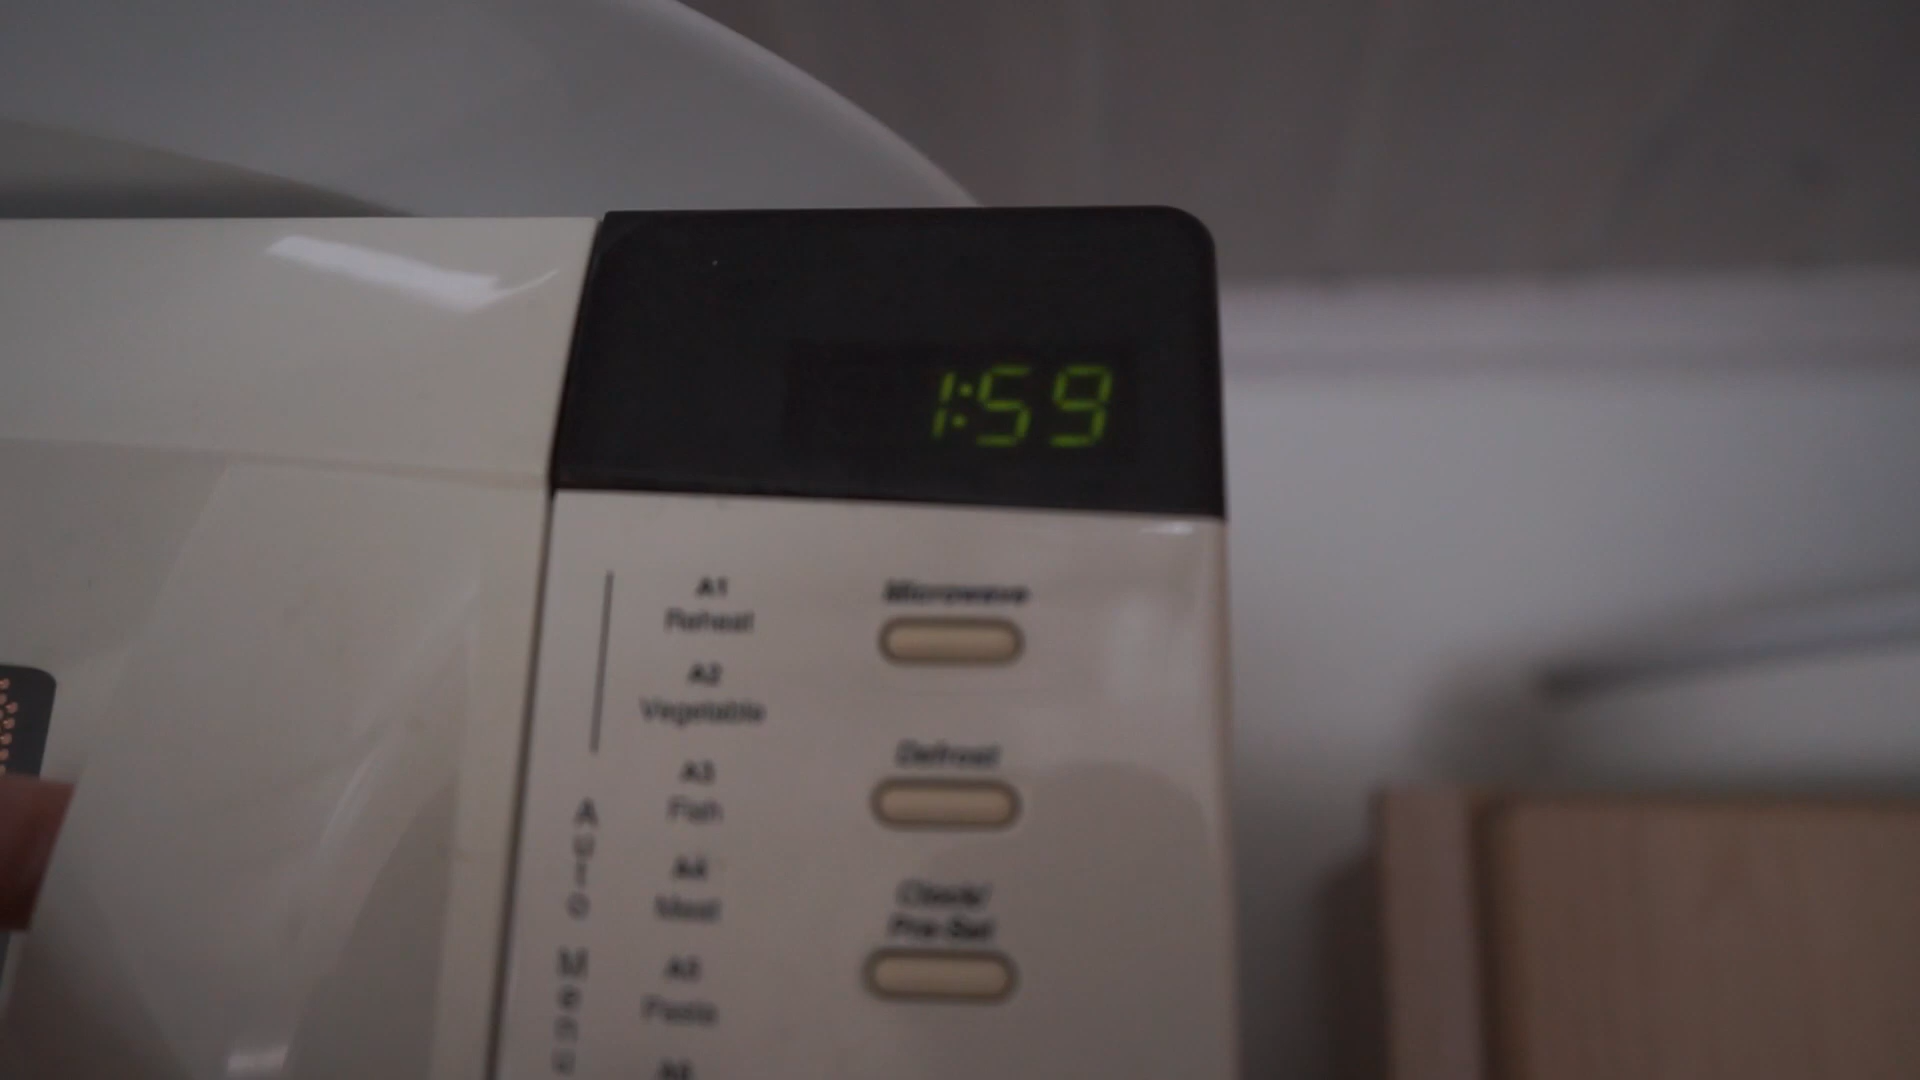 1:59
A1
Reheat
A2
Vegetable
A3
Fish
A4
Meat
A5
Pasta
A6
Auto Menu
Microwave
Defrost
Clock/
Pre-Set